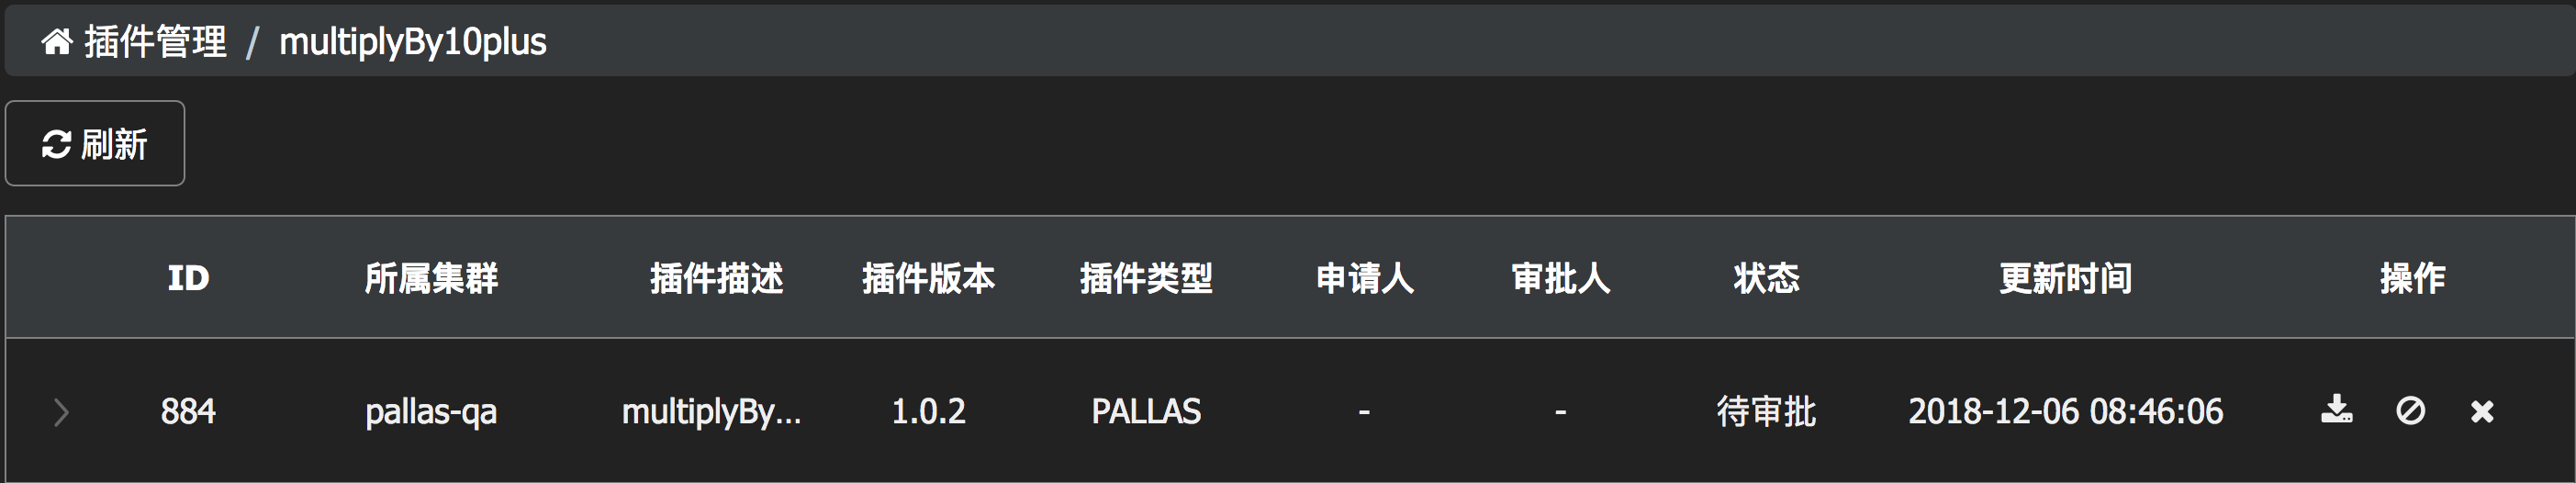 插件管理 / multiplyBy10plus
刷新
ID 所属集群 插件描述 插件版本 插件类型 申请人 审批人 状态 更新时间 操作
884 pallas-qa multiplyBy... 1.0.2 PALLAS - - 待审批 2018-12-06 08:46:06